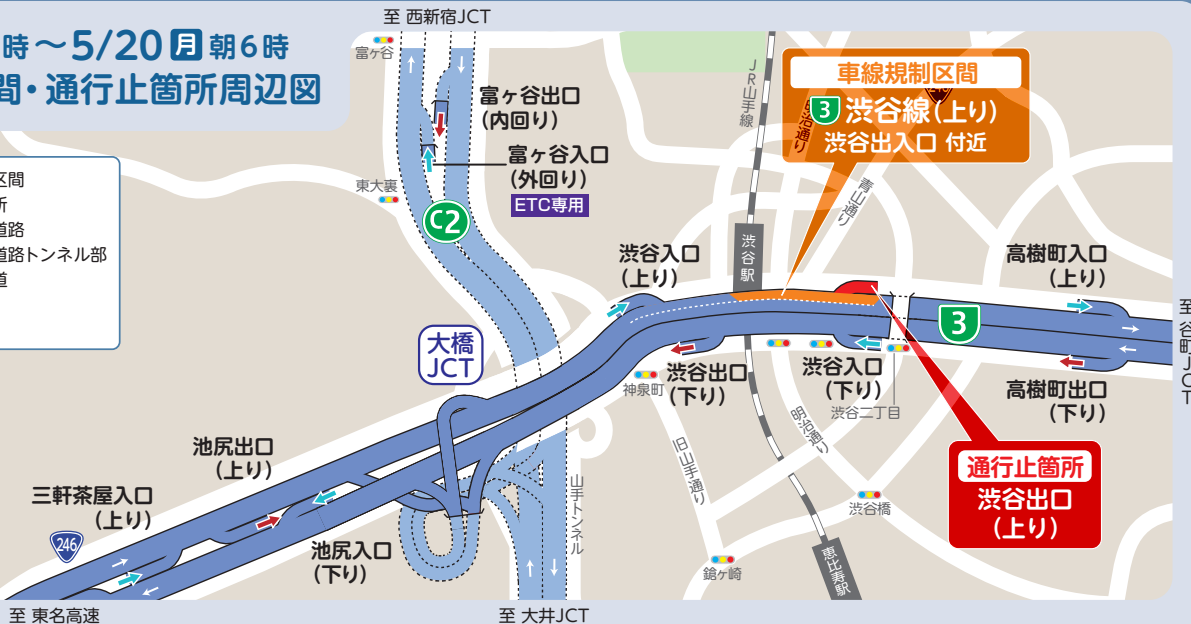 至 西新宿JCT
時～5/20 月 朝6時
間・通行止箇所周辺図
富ヶ谷
富ヶ谷出口
(内回り)
富ヶ谷入口
(外回り)
ETC専用
東大裏
C2
区間
所
道路
道路トンネル部
道
JR山手線
車線規制区間
3 渋谷線(上り)
渋谷出入口 付近
明治通り
246
青山通り
渋谷駅
渋谷入口
(上り)
高樹町入口
(上り)
至 谷町JCT
3
大橋
JCT
渋谷出口
(下り)
神泉町
渋谷入口
(下り)
渋谷二丁目
高樹町出口
(下り)
明治通り
旧山手通り
通行止箇所
渋谷出口
(上り)
池尻出口
(上り)
三軒茶屋入口
(上り)
246
池尻入口
(下り)
山手トンネル
渋谷橋
鎗ヶ崎
恵比寿駅
至 東名高速
至 大井JCT